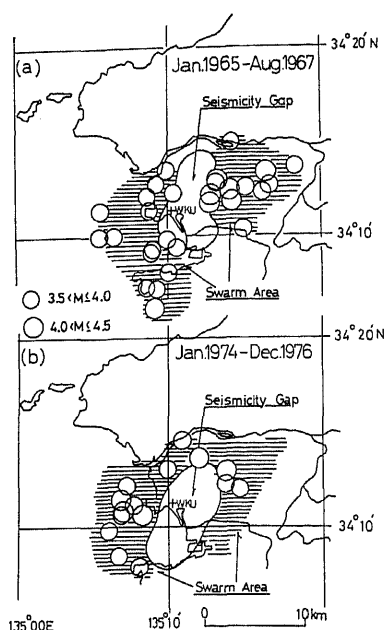 34°20′N
(a)
Jan.1965-Aug.1967
Seismicity Gap
HWKU
34°10′
3.5<M≤4.0
Swarm Area
4.0<M≤4.5
34°20′N
(b)
Jan.1974-Dec.1976
Seismicity Gap
HWKU
34°10′
Swarm Area
135°00′E
135°10′
0
10km